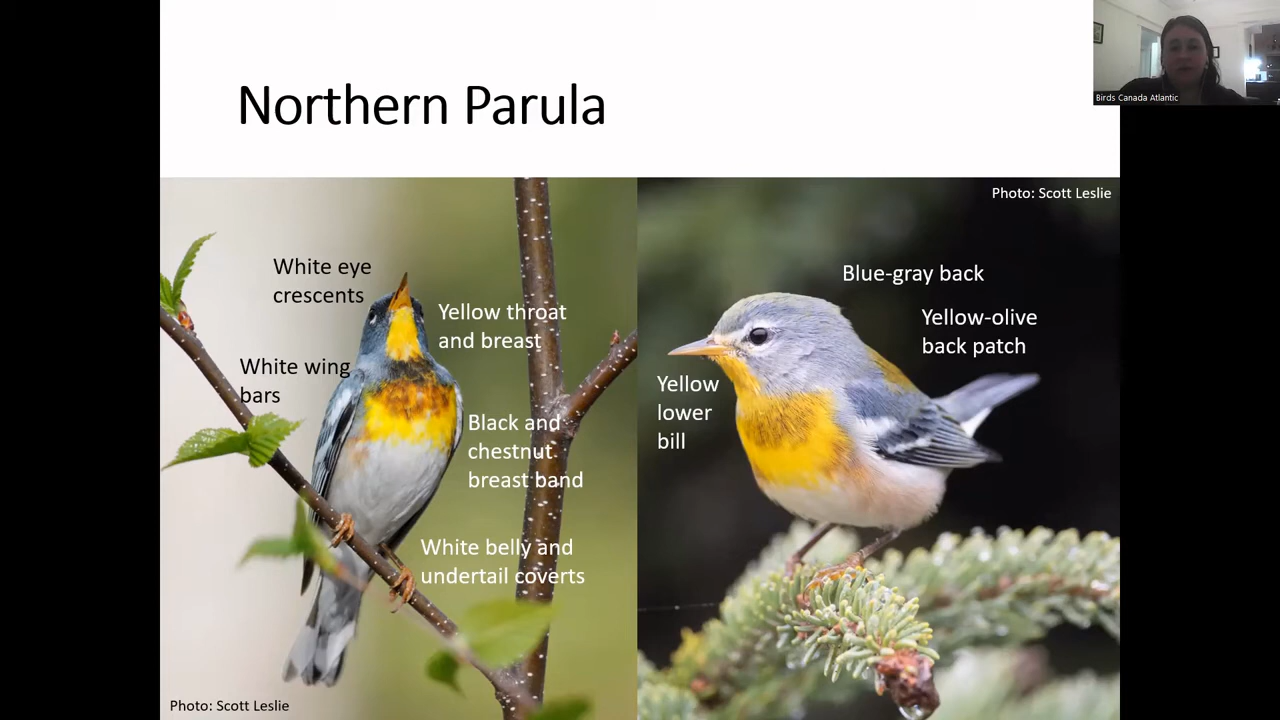 Northern Parula
Birds Canada Atlantic
Photo: Scott Leslie
White eye
crescents
Yellow throat
and breast
White wing
bars
Black and
chestnut
breast band
White belly and
undertail coverts
Photo: Scott Leslie
Blue-gray back
Yellow-olive
back patch
Yellow
lower
bill